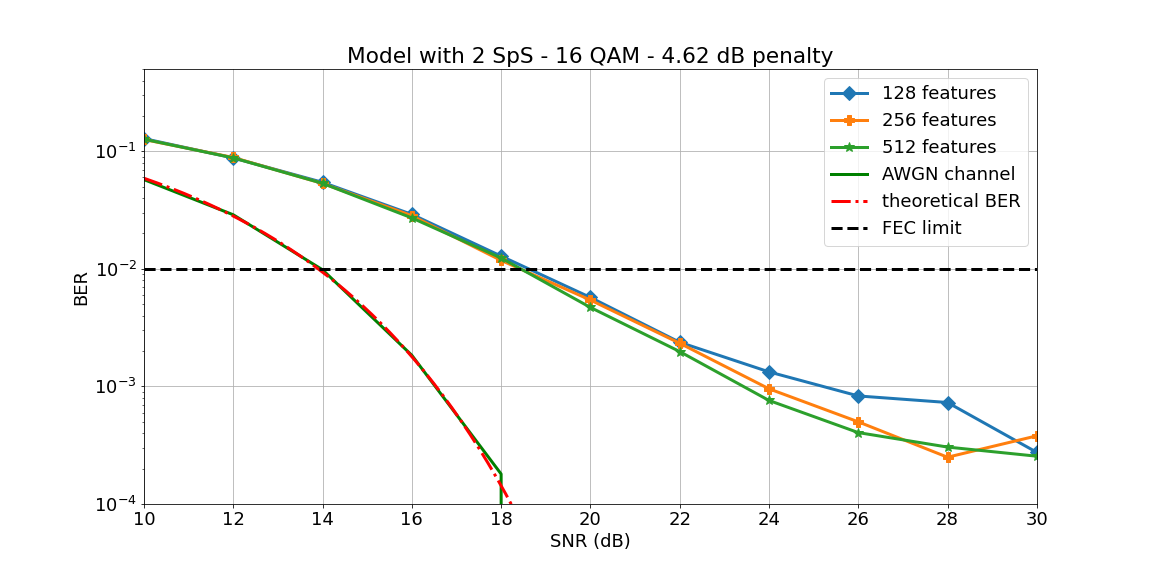 Model with 2 SpS - 16 QAM - 4.62 dB penalty
128 features
256 features
512 features
AWGN channel
theoretical BER
FEC limit
BER
10⁻¹
10⁻²
10⁻³
10⁻⁴
10 12 14 16 18 20 22 24 26 28 30
SNR (dB)